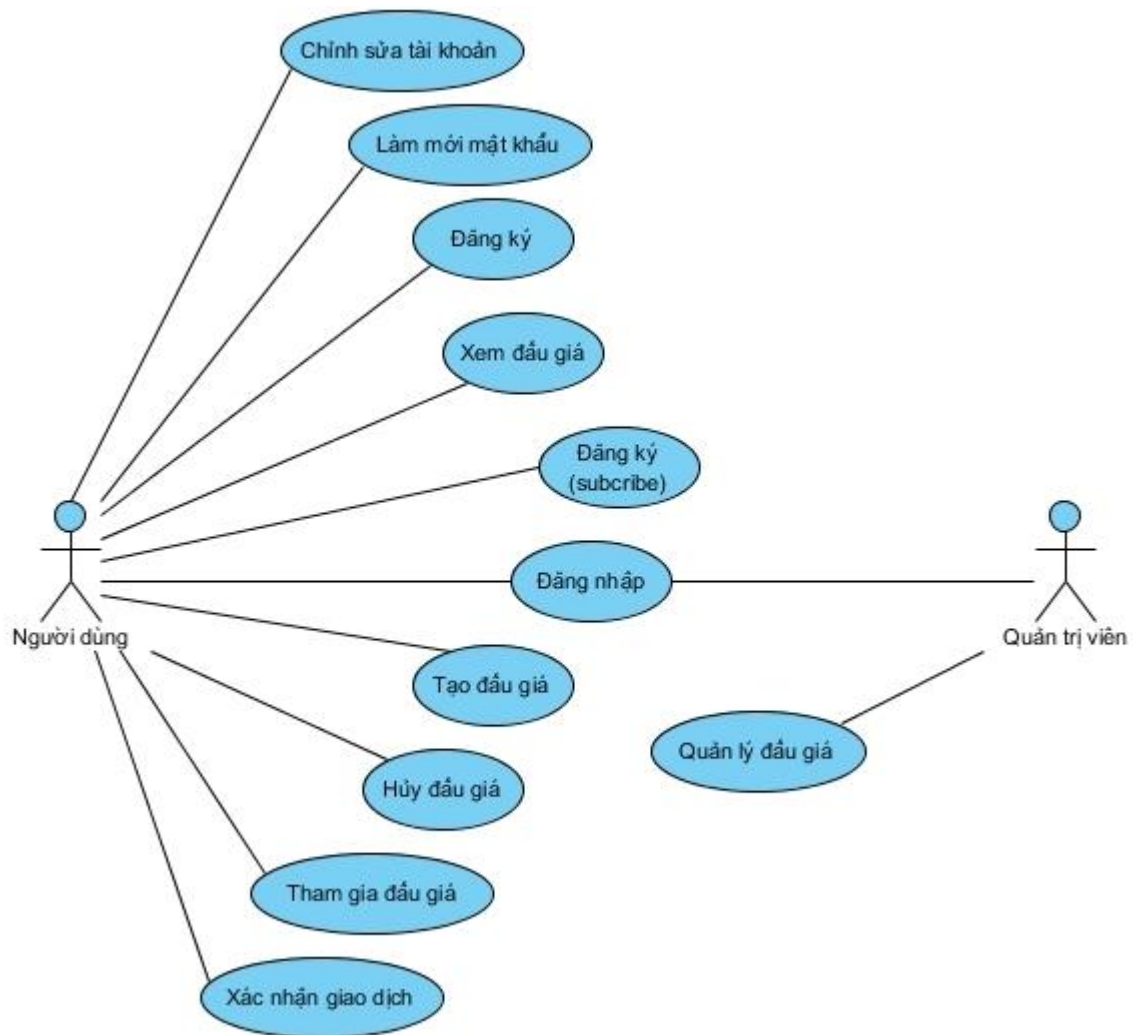 Chỉnh sửa tài khoản
Làm mới mật khẩu
Đăng ký
Xem đấu giá
Đăng ký
(subcribe)
Đăng nhập
Người dùng
Quản trị viên
Tạo đấu giá
Quản lý đấu giá
Hủy đấu giá
Tham gia đấu giá
Xác nhận giao dịch